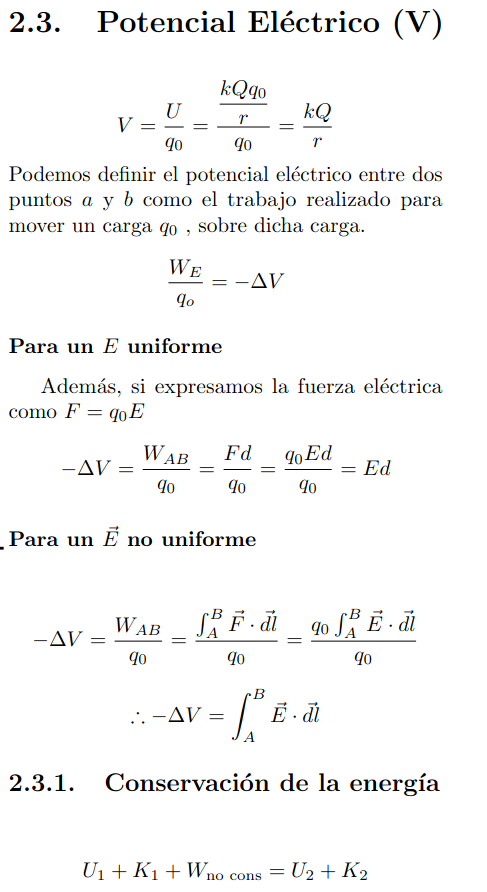 2.3. Potencial Eléctrico (V)
V = \frac{U}{q_0} = \frac{\frac{kQq_0}{r}}{q_0} = \frac{kQ}{r}
Podemos definir el potencial eléctrico entre dos
puntos a y b como el trabajo realizado para
mover un carga q_0 , sobre dicha carga.
\frac{W_E}{q_o} = -\Delta V
Para un E uniforme
Además, si expresamos la fuerza eléctrica
como F = q_0E
-\Delta V = \frac{W_{AB}}{q_0} = \frac{Fd}{q_0} = \frac{q_0Ed}{q_0} = Ed
Para un \vec{E} no uniforme
-\Delta V = \frac{W_{AB}}{q_0} = \frac{\int_A^B \vec{F} \cdot \vec{dl}}{q_0} = \frac{q_0 \int_A^B \vec{E} \cdot \vec{dl}}{q_0}
\therefore -\Delta V = \int_A^B \vec{E} \cdot \vec{dl}
2.3.1. Conservación de la energía
U_1 + K_1 + W_{\text{no cons}} = U_2 + K_2